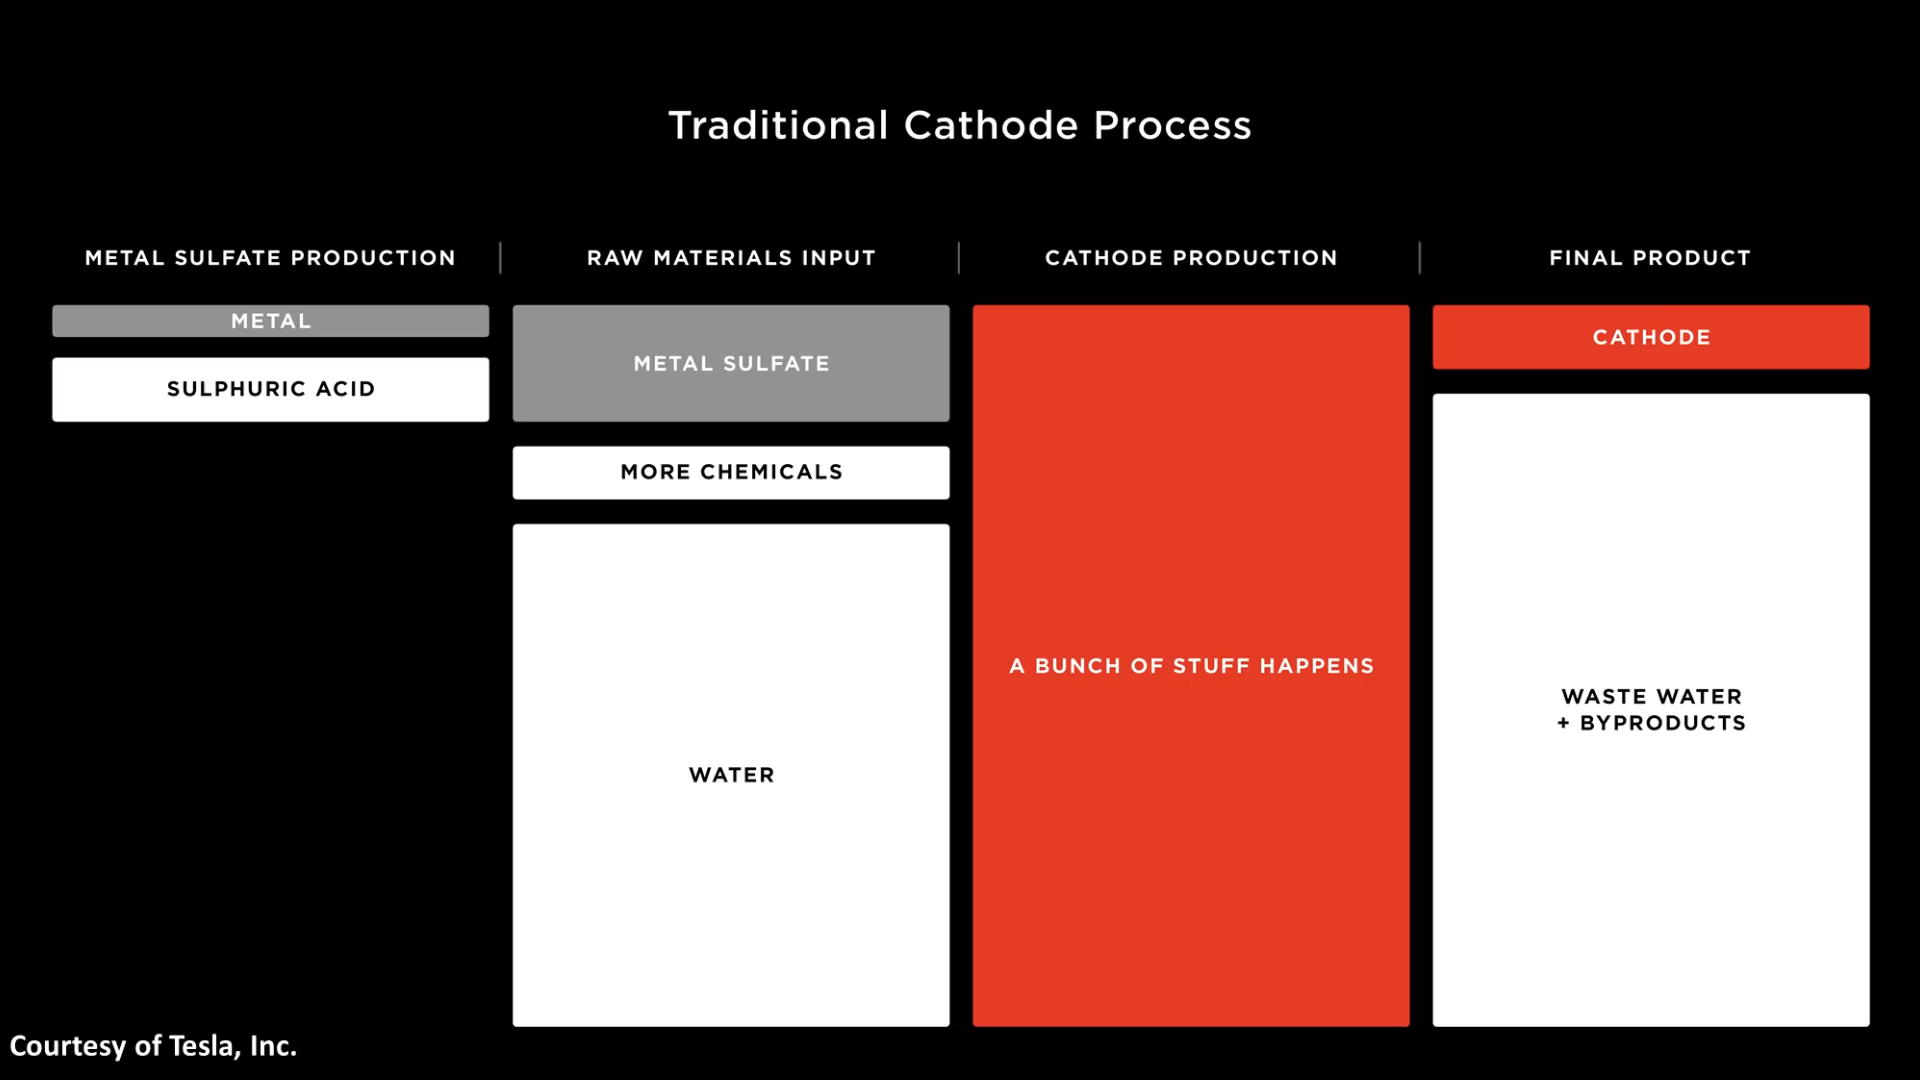 Traditional Cathode Process
METAL SULFATE PRODUCTION
RAW MATERIALS INPUT
CATHODE PRODUCTION
FINAL PRODUCT
METAL
SULPHURIC ACID
METAL SULFATE
MORE CHEMICALS
WATER
A BUNCH OF STUFF HAPPENS
CATHODE
WASTE WATER
+ BYPRODUCTS
Courtesy of Tesla, Inc.